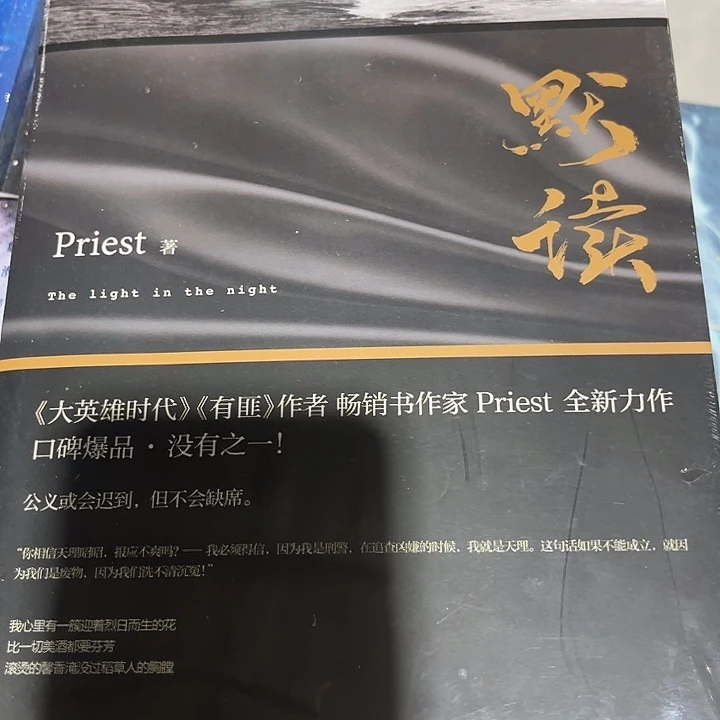 默读
Priest 著
The light in the night
《大英雄时代》《有匪》作者 畅销书作家 Priest 全新力作
口碑爆品·没有之一!
公义或会迟到，但不会缺席。
“你相信天理昭昭，报应不爽吗？——我必须得信，因为我是刑警，在追查凶嫌的时候，我就是天理。这句话如果不能成立，就因
为我们是废物，因为我们洗不清沉冤！”
我心里有一簇迎着烈日而生的花
比一切美酒都要芬芳
滚烫的馨香淹没过稻草人的胸膛